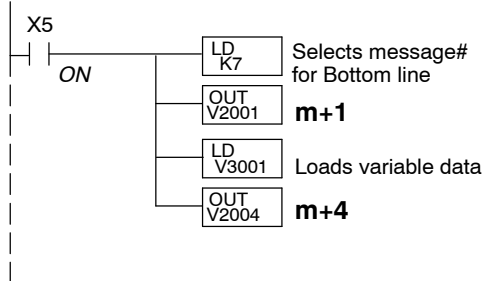 X5
ON
LD
K7
Selects message#
for Bottom line
OUT
V2001
m+1
LD
V3001
Loads variable data
OUT
V2004
m+4